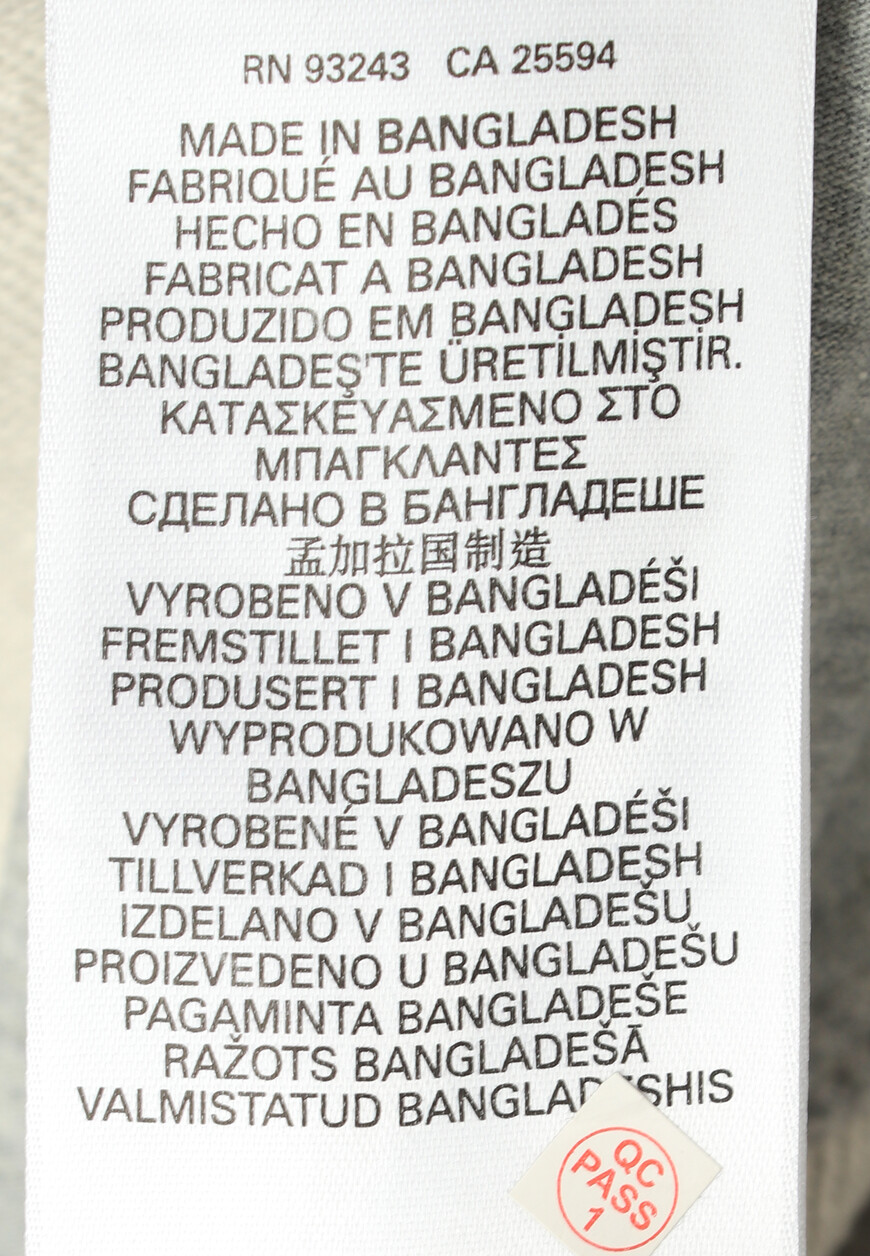 RN 93243 CA 25594
MADE IN BANGLADESH
FABRIQUÉ AU BANGLADESH
HECHO EN BANGLADÉS
FABRICAT A BANGLADESH
PRODUZIDO EM BANGLADESH
BANGLADEŞ'TE ÜRETİLMİŞTİR.
ΚΑΤΑΣΚΕΥΑΣΜΕΝΟ ΣΤΟ
ΜΠΑΓΚΛΑΝΤΕΣ
СДЕЛАНО В БАНГЛАДЕШЕ
孟加拉国制造
VYROBENO V BANGLADÉŠI
FREMSTILLET I BANGLADESH
PRODUSERT I BANGLADESH
WYPRODUKOWANO W
BANGLADESZU
VYROBENÉ V BANGLADÉŠI
TILLVERKAD I BANGLADESH
IZDELANO V BANGLADEŠU
PROIZVEDENO U BANGLADEŠU
PAGAMINTA BANGLADEŠE
RAŽOTS BANGLADEŠĀ
VALMISTATUD BANGLADESHIS
QC
PASS
1